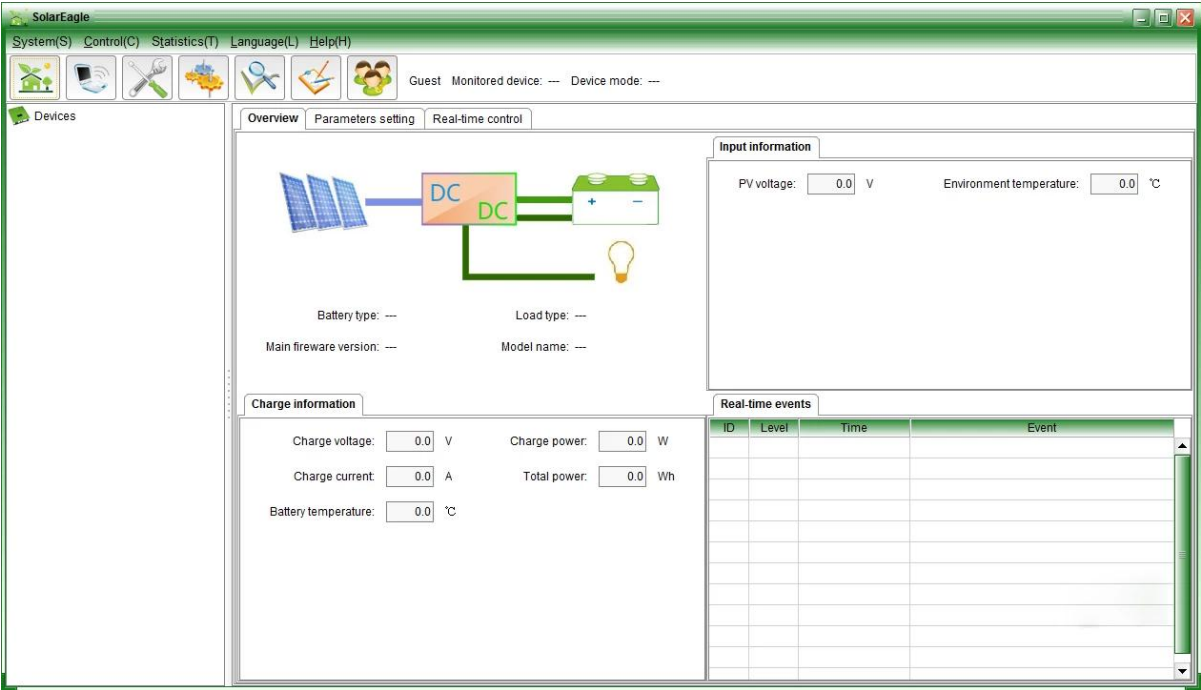 SolarEagle
System(S) Control(C) Statistics(T) Language(L) Help(H)
Guest Monitored device: --- Device mode: ---
Devices
Overview Parameters setting Real-time control
DC
DC
+ −
Battery type: --- Load type: ---
Main fireware version: --- Model name: ---
Input information
PV voltage: 0.0 V Environment temperature: 0.0 ℃
Charge information
Charge voltage: 0.0 V Charge power: 0.0 W
Charge current: 0.0 A Total power: 0.0 Wh
Battery temperature: 0.0 ℃
Real-time events
ID Level Time Event